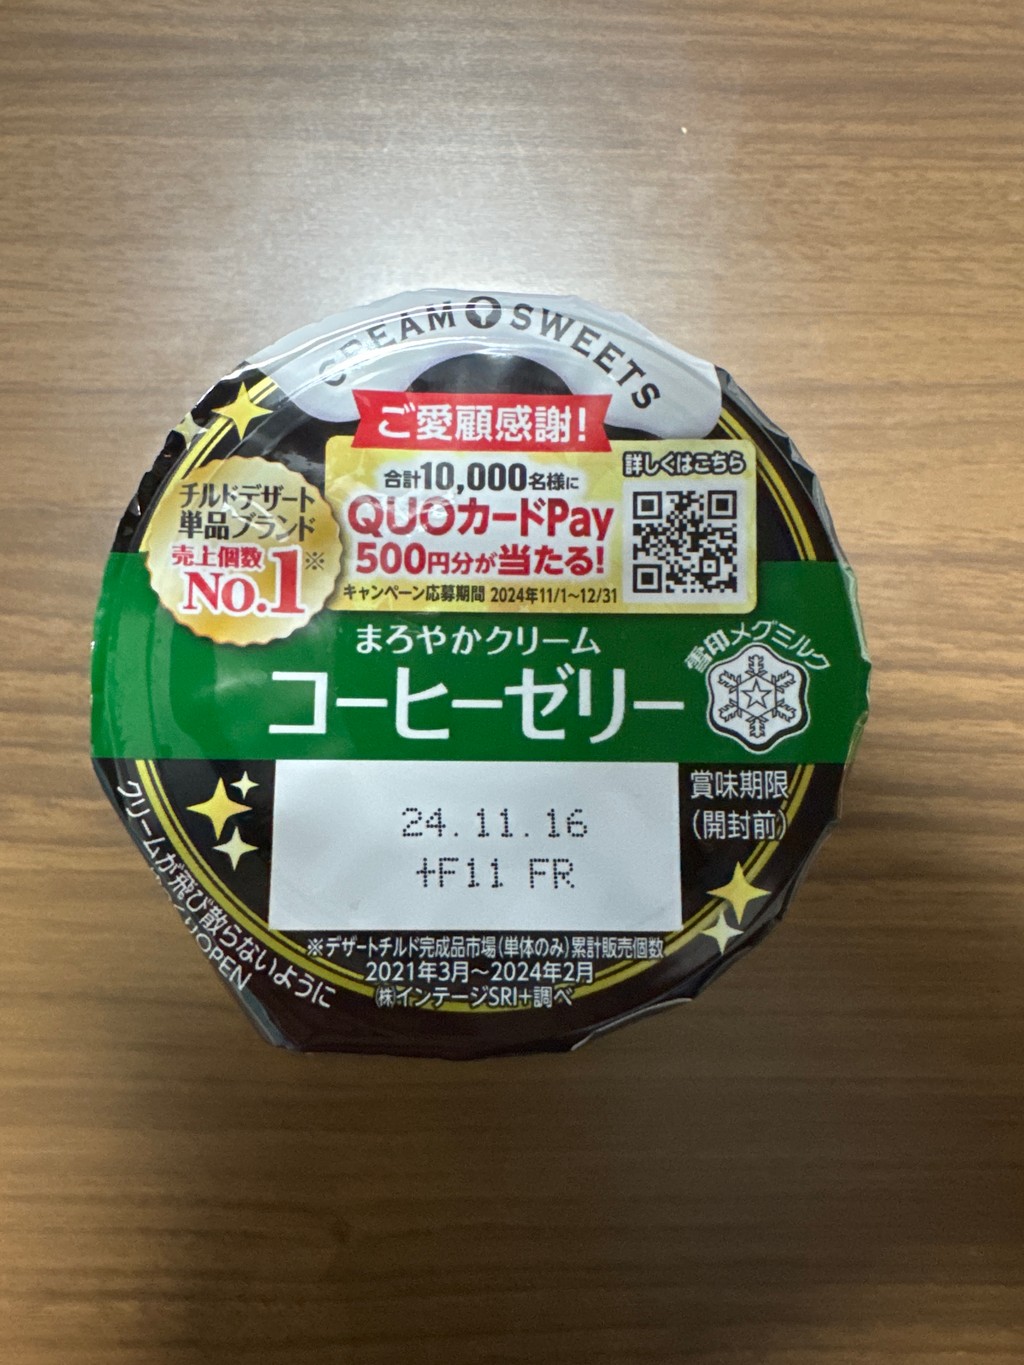 CREAM SWEETS
ご愛顧感謝!
チルドデザート
単品ブランド
売上個数
No.1※
合計10,000名様に
QUOカードPay
500円分が当たる!
キャンペーン応募期間 2024年11/1~12/31
詳しくはこちら
まろやかクリーム
コーヒーゼリー
雪印メグミルク
賞味期限
(開封前)
24.11.16
+F11 FR
クリームが飛び散らないように
OPEN
※デザートチルド完成品市場(単体のみ)累計販売個数
2021年3月~2024年2月
㈱インテージSRI+調べ